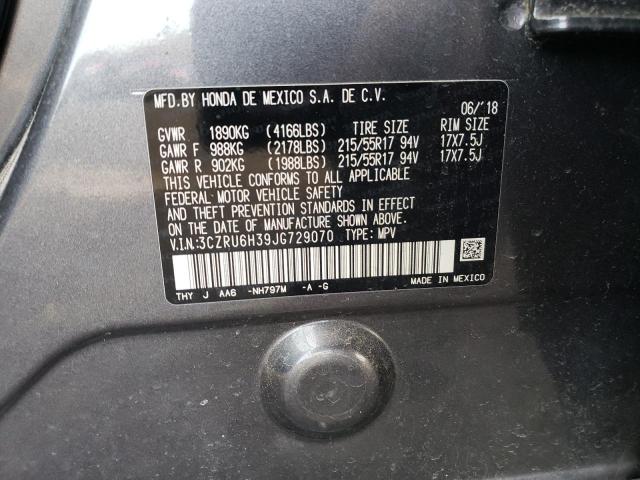 MFD.BY HONDA DE MEXICO S.A. DE C.V.
06/'18
GVWR 1890KG (4166LBS) TIRE SIZE RIM SIZE
GAWR F 988KG (2178LBS) 215/55R17 94V 17X7.5J
GAWR R 902KG (1988LBS) 215/55R17 94V 17X7.5J
THIS VEHICLE CONFORMS TO ALL APPLICABLE
FEDERAL MOTOR VEHICLE SAFETY
AND THEFT PREVENTION STANDARDS IN EFFECT
ON THE DATE OF MANUFACTURE SHOWN ABOVE.
V.I.N:3CZRU6H39JG729070 TYPE: MPV
THY J AA6 -NH797M -A -G MADE IN MEXICO